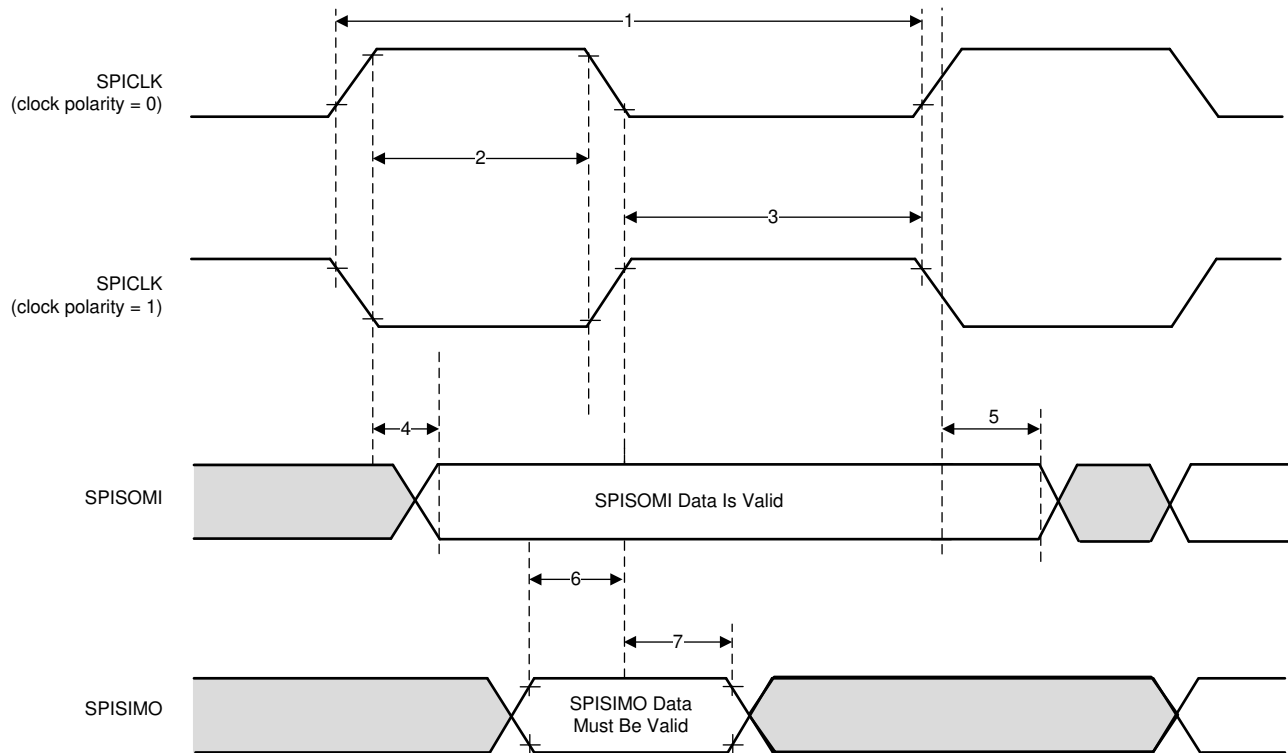 1
SPICLK
(clock polarity = 0)
2
3
SPICLK
(clock polarity = 1)
4
5
SPISOMI
SPISOMI Data Is Valid
6
7
SPISIMO
SPISIMO Data
Must Be Valid